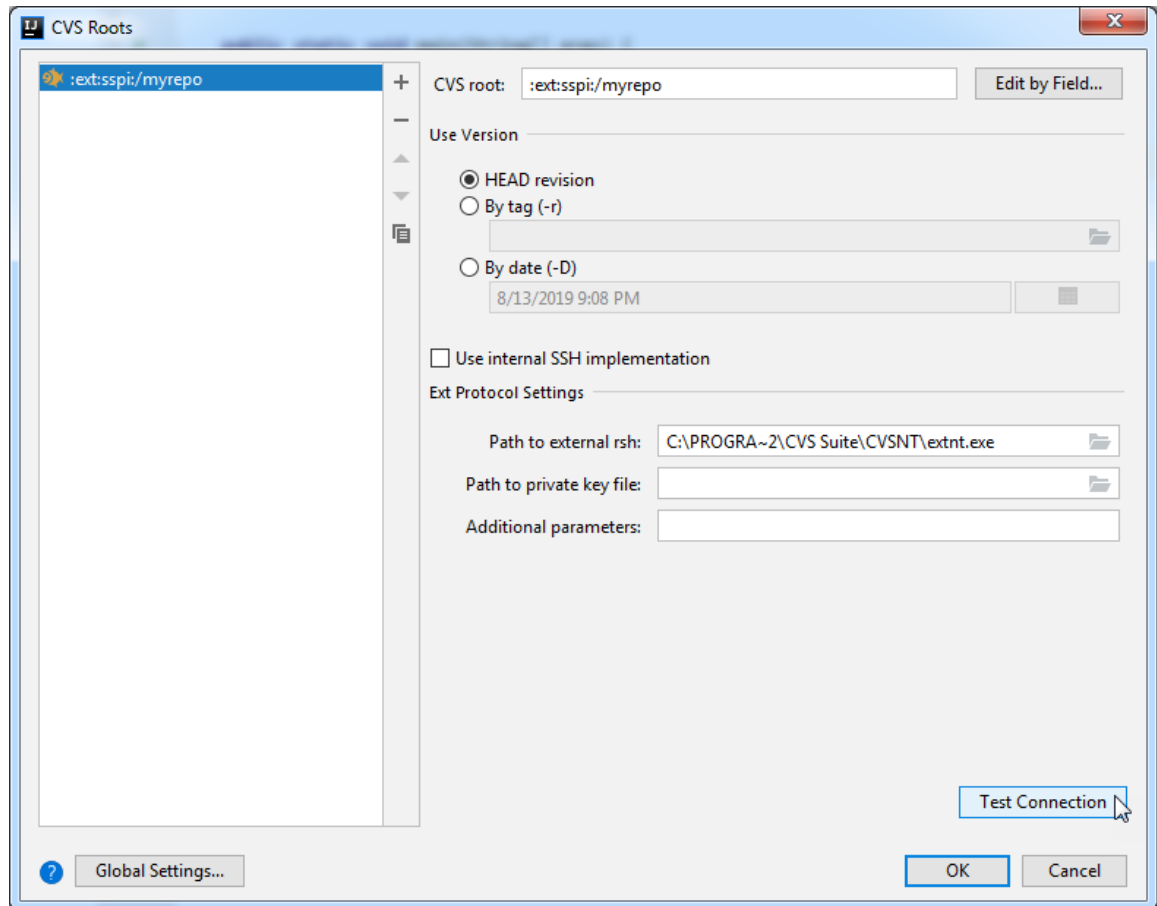 CVS Roots
:ext:sspi:/myrepo
CVS root: :ext:sspi:/myrepo Edit by Field...
Use Version
HEAD revision
By tag (-r)
By date (-D)
8/13/2019 9:08 PM
Use internal SSH implementation
Ext Protocol Settings
Path to external rsh: C:\PROGRA~2\CVS Suite\CVSNT\extnt.exe
Path to private key file:
Additional parameters:
Test Connection
? Global Settings... OK Cancel